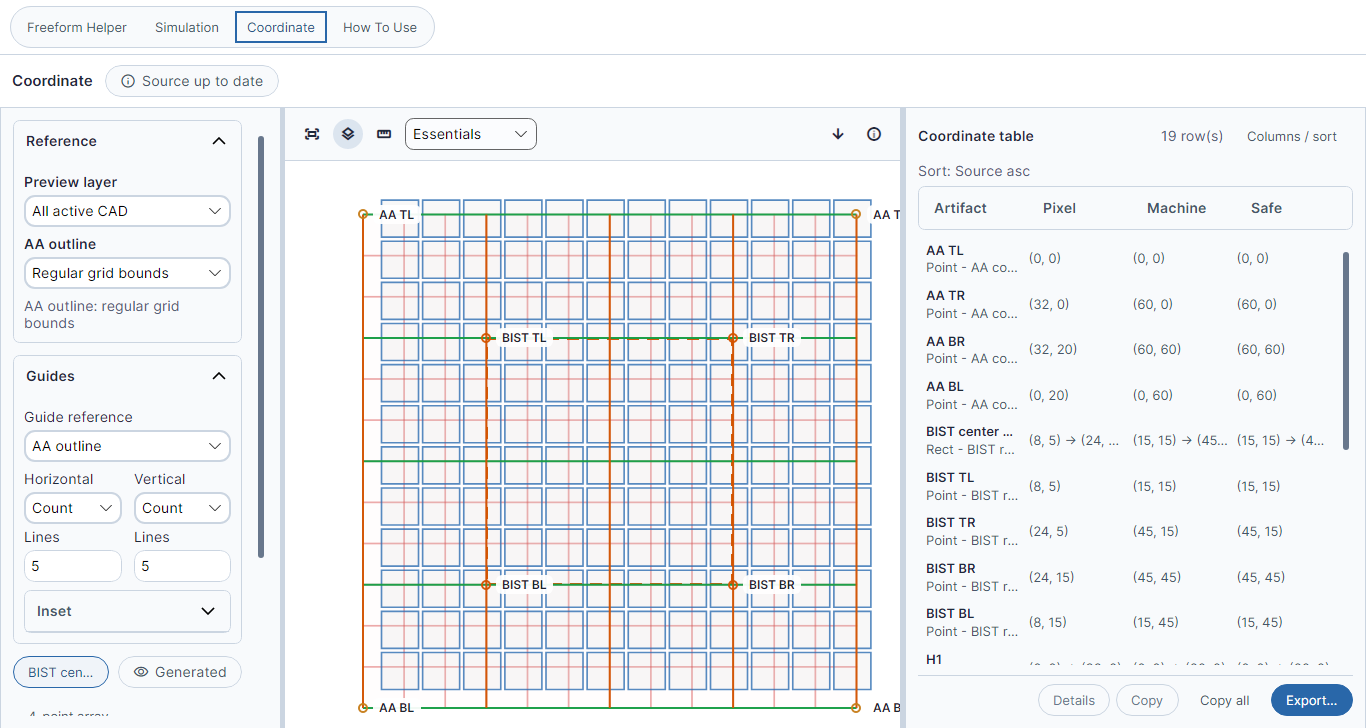 Freeform Helper Simulation Coordinate How To Use
Coordinate Source up to date
Reference
Preview layer
All active CAD
AA outline
Regular grid bounds
AA outline: regular grid
bounds
Guides
Guide reference
AA outline
Horizontal Vertical
Count Count
Lines Lines
5 5
Inset
BIST cen... Generated
4-point array
Essentials
AA TL AA T
BIST TL BIST TR
BIST BL BIST BR
AA BL AA B
Coordinate table 19 row(s) Columns / sort
Sort: Source asc
Artifact Pixel Machine Safe
AA TL
Point - AA co... (0, 0) (0, 0) (0, 0)
AA TR
Point - AA co... (32, 0) (60, 0) (60, 0)
AA BR
Point - AA co... (32, 20) (60, 60) (60, 60)
AA BL
Point - AA co... (0, 20) (0, 60) (0, 60)
BIST center ...
Rect - BIST r... (8, 5) → (24, ... (15, 15) → (45... (15, 15) → (4...
BIST TL
Point - BIST r... (8, 5) (15, 15) (15, 15)
BIST TR
Point - BIST r... (24, 5) (45, 15) (45, 15)
BIST BR
Point - BIST r... (24, 15) (45, 45) (45, 45)
BIST BL
Point - BIST r... (8, 15) (15, 45) (15, 45)
H1
Details Copy Copy all Export...